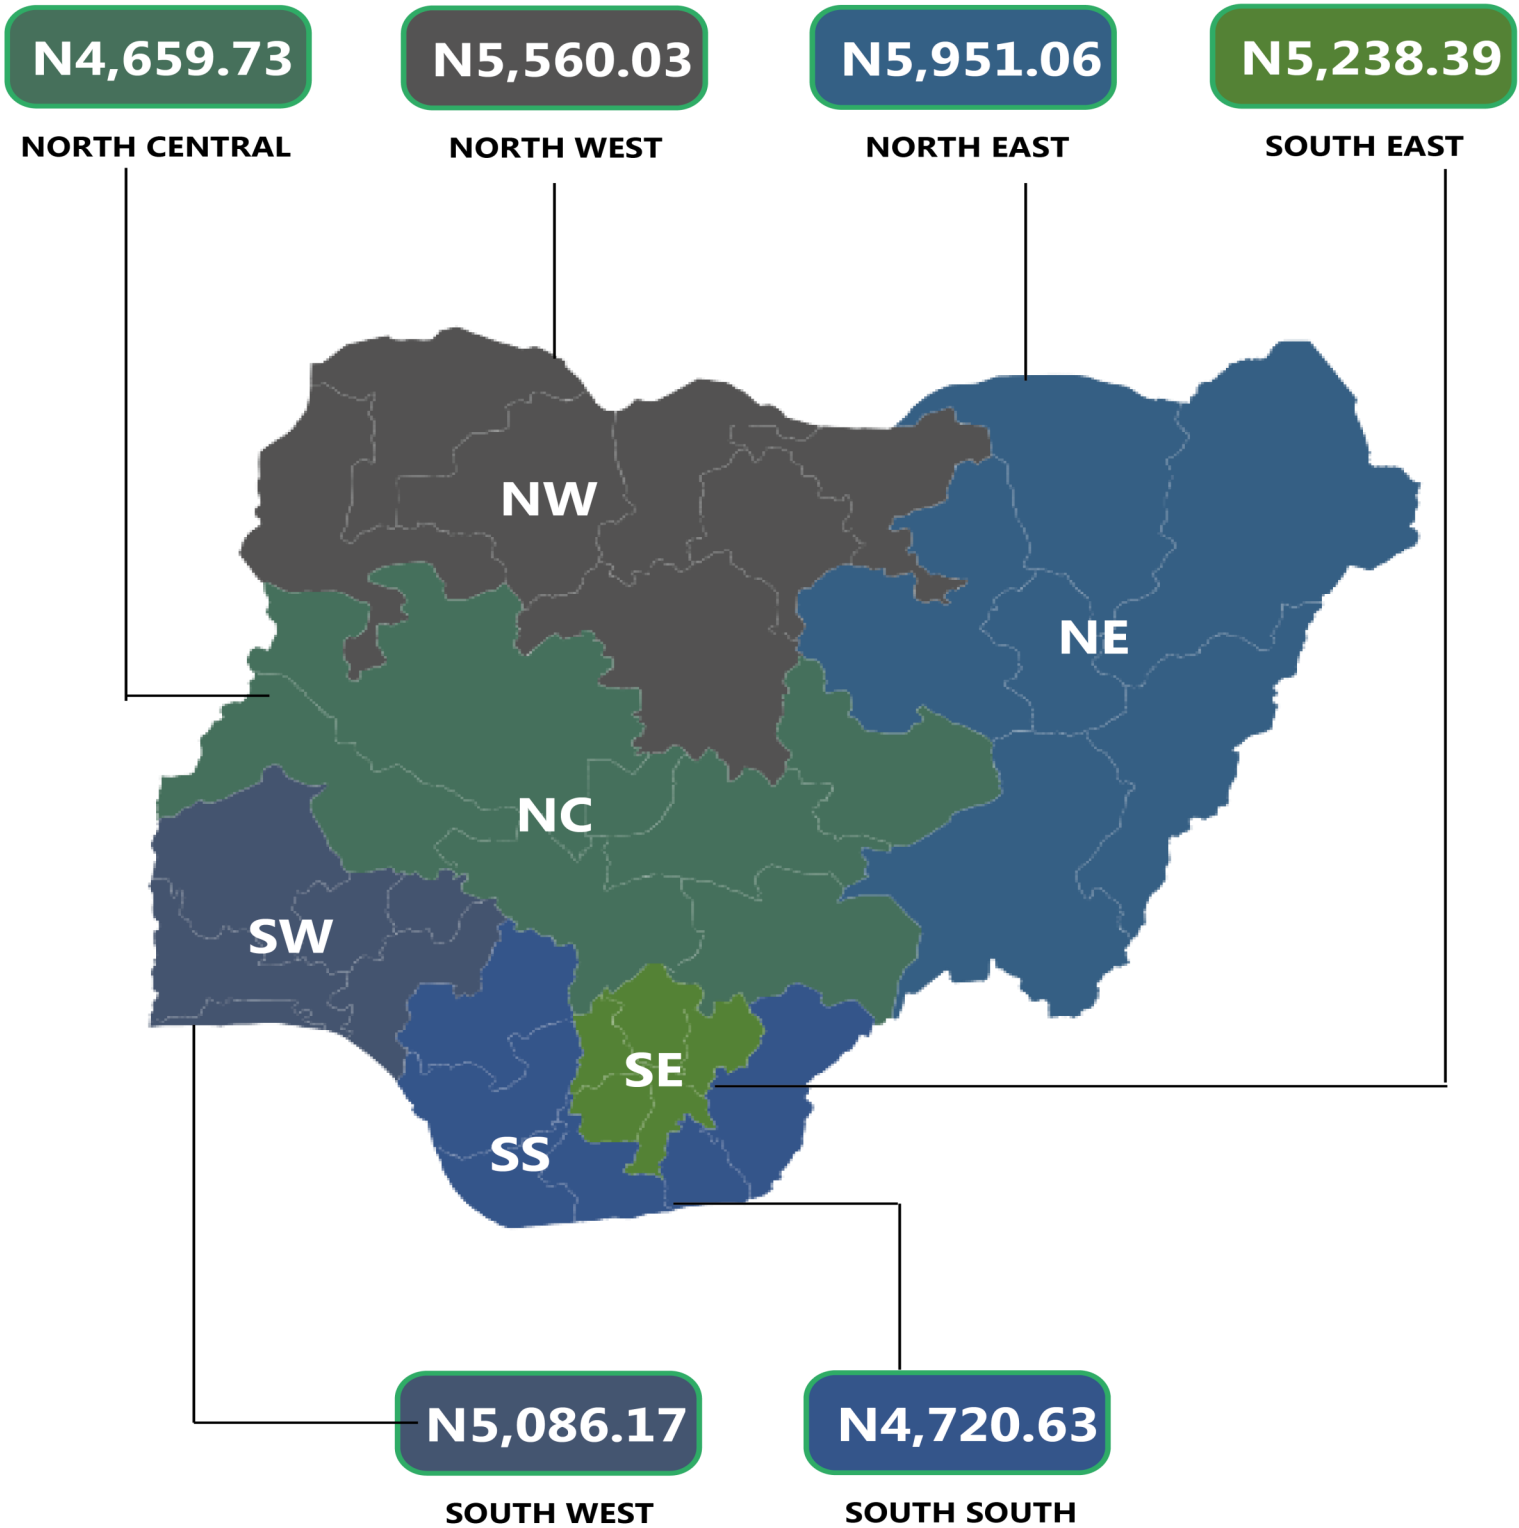 N4,659.73
N5,560.03
N5,951.06
N5,238.39
NORTH CENTRAL
NORTH WEST
NORTH EAST
SOUTH EAST
NW
NE
NC
SW
SE
SS
N5,086.17
N4,720.63
SOUTH WEST
SOUTH SOUTH